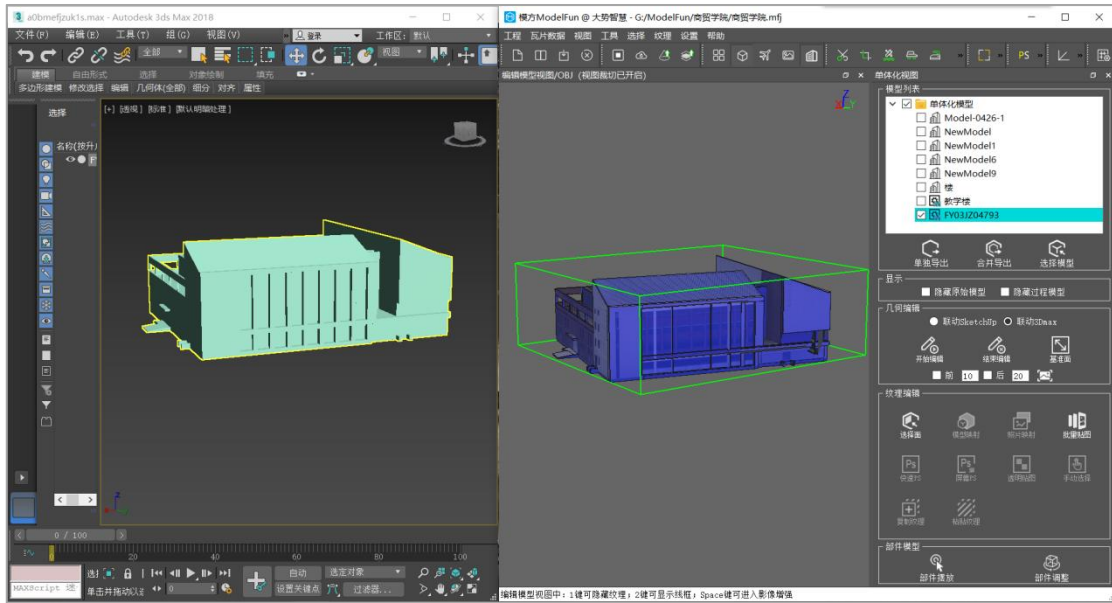 a0bmefjzuk1s.max - Autodesk 3ds Max 2018
文件(F) 编辑(E) 工具(T) 组(G) 视图(V) 登录 工作区: 默认
全部 视图
建模 自由形式 选择 对象绘制 填充
多边形建模 修改选择 编辑 几何体(全部) 细分 对齐 属性
选择
[+] [透视] [标准] [默认明暗处理]
名称(按升
F
Z
0 / 100
20 40 60 80 100
自动 选定对象
MAXScript 迷
单击并拖动以
设置关键点 过滤器...
模方ModelFun @ 大势智慧 - G:/ModelFun/商贸学院/商贸学院.mfj
工程 瓦片数据 视图 工具 选择 纹理 设置 帮助
PS
编辑模型视图/OBJ (视图裁切已开启)
Z
Y
单体化视图
模型列表
单体化模型
Model-0426-1
NewModel
NewModel1
NewModel6
NewModel9
楼
教学楼
FY03JZ04793
单独导出 合并导出 选择模型
显示
隐藏原始模型 隐藏过程模型
几何编辑
联动SketchUp 联动3Dmax
开始编辑 结束编辑 基准面
前 10 后 20
纹理编辑
选择面 模型映射 照片映射 批量贴图
Ps Ps
快速PS 屏幕PS 透明贴图 手动选择
复制纹理 粘贴纹理
部件模型
部件摆放 部件调整
编辑模型视图中：1键可隐藏纹理；2键可显示线框；Space键可进入影像增强